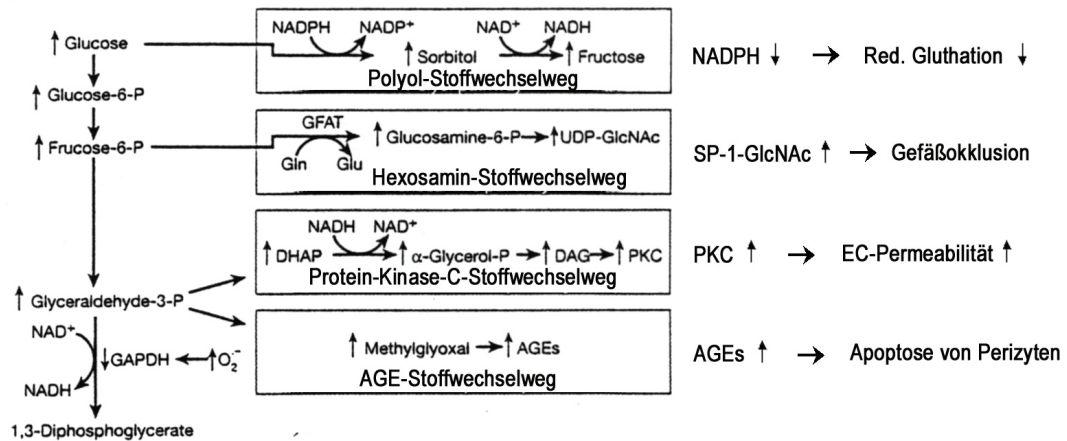 ↑ Glucose
↑ Glucose-6-P
↑ Frucose-6-P
↑ Glyceraldehyde-3-P
NAD⁺
↓GAPDH ← ↑O₂·⁻
NADH
1,3-Diphosphoglycerate
NADPH NADP⁺ NAD⁺ NADH
↑ Sorbitol ↑ Fructose
Polyol-Stoffwechselweg
GFAT
↑ Glucosamine-6-P → ↑UDP-GlcNAc
Gln Glu
Hexosamin-Stoffwechselweg
NADH NAD⁺
↑ DHAP → ↑ α-Glycerol-P → ↑ DAG → ↑ PKC
Protein-Kinase-C-Stoffwechselweg
↑ Methylglyoxal → ↑ AGEs
AGE-Stoffwechselweg
NADPH ↓ → Red. Gluthation ↓
SP-1-GlcNAc ↑ → Gefäßokklusion
PKC ↑ → EC-Permeabilität ↑
AGEs ↑ → Apoptose von Perizyten